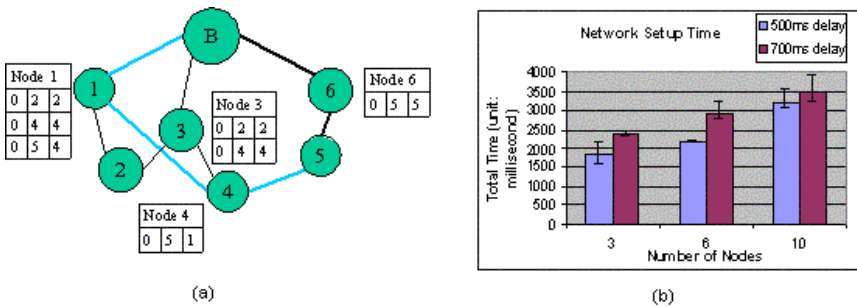 B
Node 1
0 2 2
0 4 4
0 5 4
1
2
3
Node 3
0 2 2
0 4 4
4
Node 4
0 5 1
5
6
Node 6
0 5 5
(a)
Network Setup Time
500ms delay
700ms delay
Total Time (unit:
millisecond)
4000
3500
3000
2500
2000
1500
1000
500
0
3 6 10
Number of Nodes
(b)